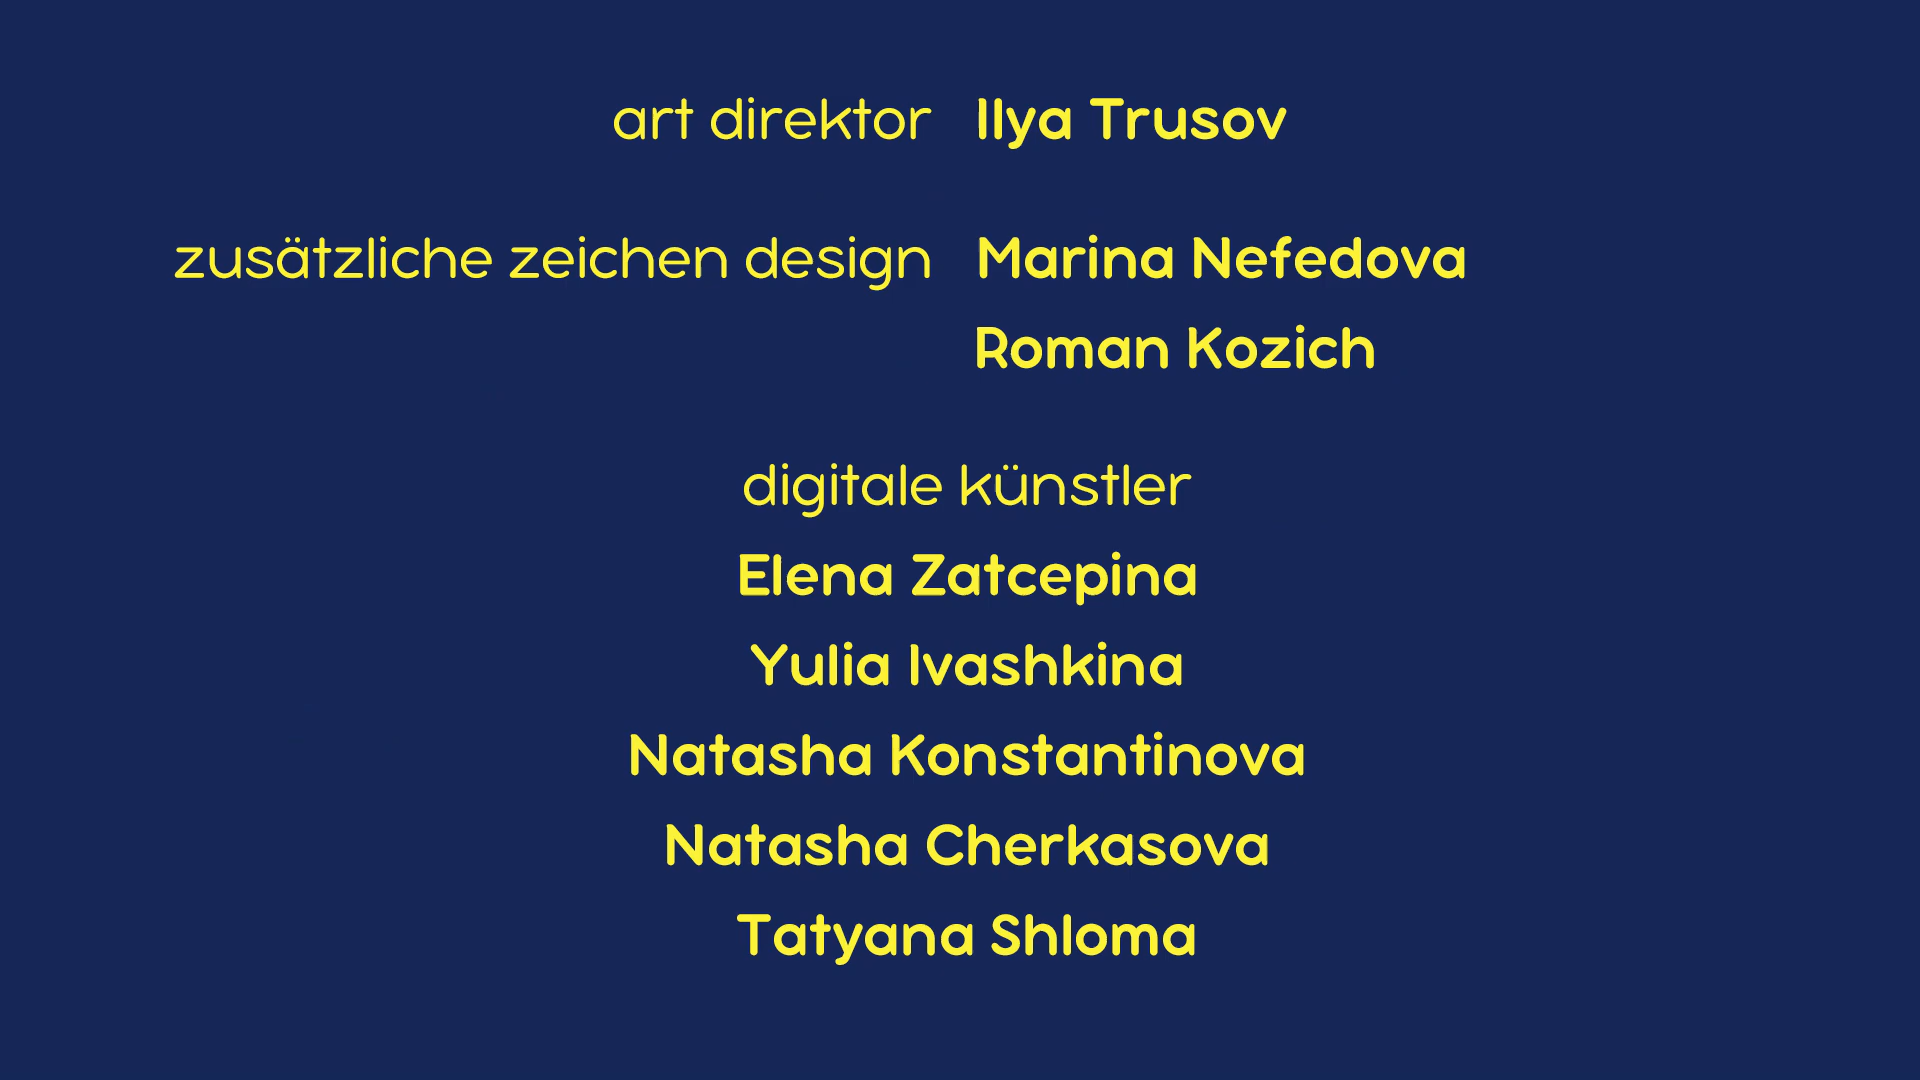 art direktor Ilya Trusov
zusätzliche zeichen design Marina Nefedova
Roman Kozich
digitale künstler
Elena Zatcepina
Yulia Ivashkina
Natasha Konstantinova
Natasha Cherkasova
Tatyana Shloma